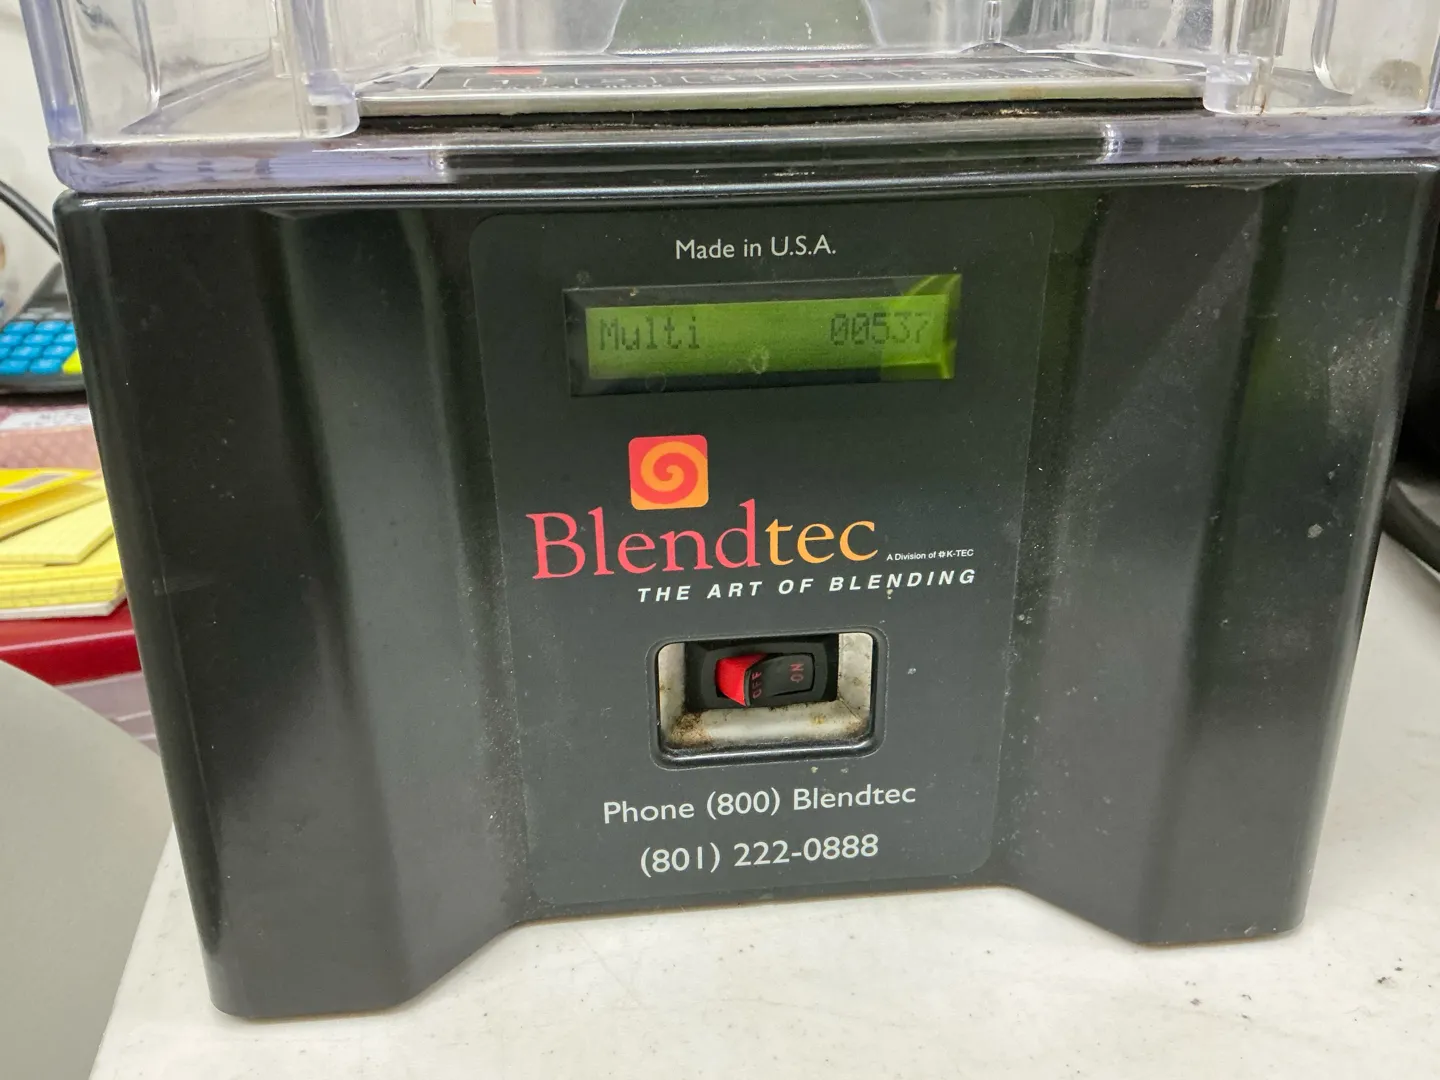 Made in U.S.A.
Multi 00537
Blendtec A Division of K-TEC
THE ART OF BLENDING
OFF ON
Phone (800) Blendtec
(801) 222-0888